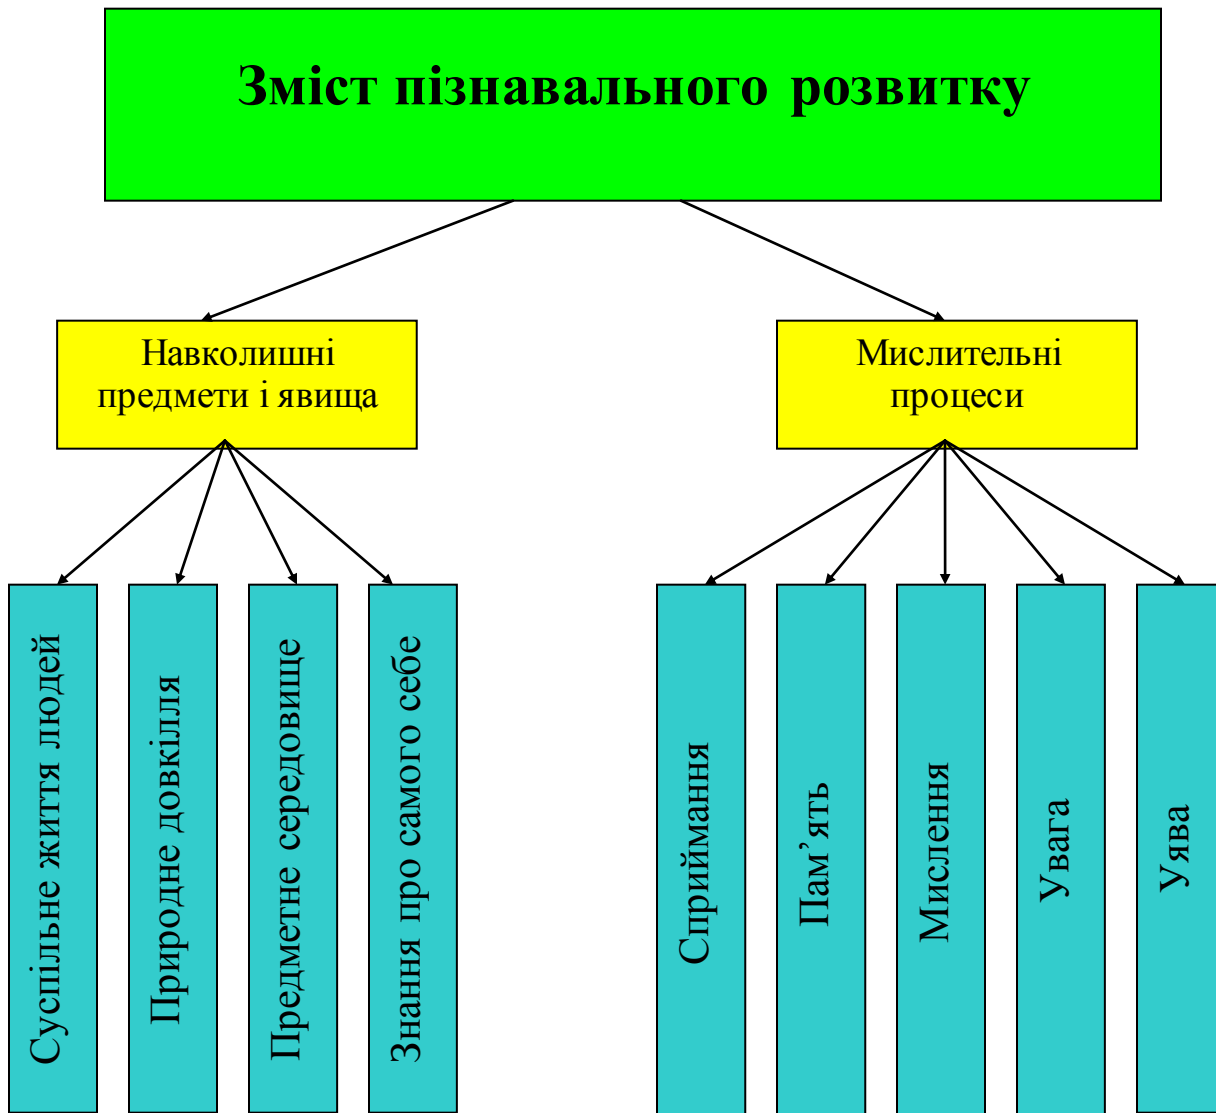 Зміст пізнавального розвитку
Навколишні
предмети і явища
Мислительні
процеси
Суспільне життя людей
Природне довкілля
Предметне середовище
Знання про самого себе
Сприймання
Пам’ять
Мислення
Увага
Уява